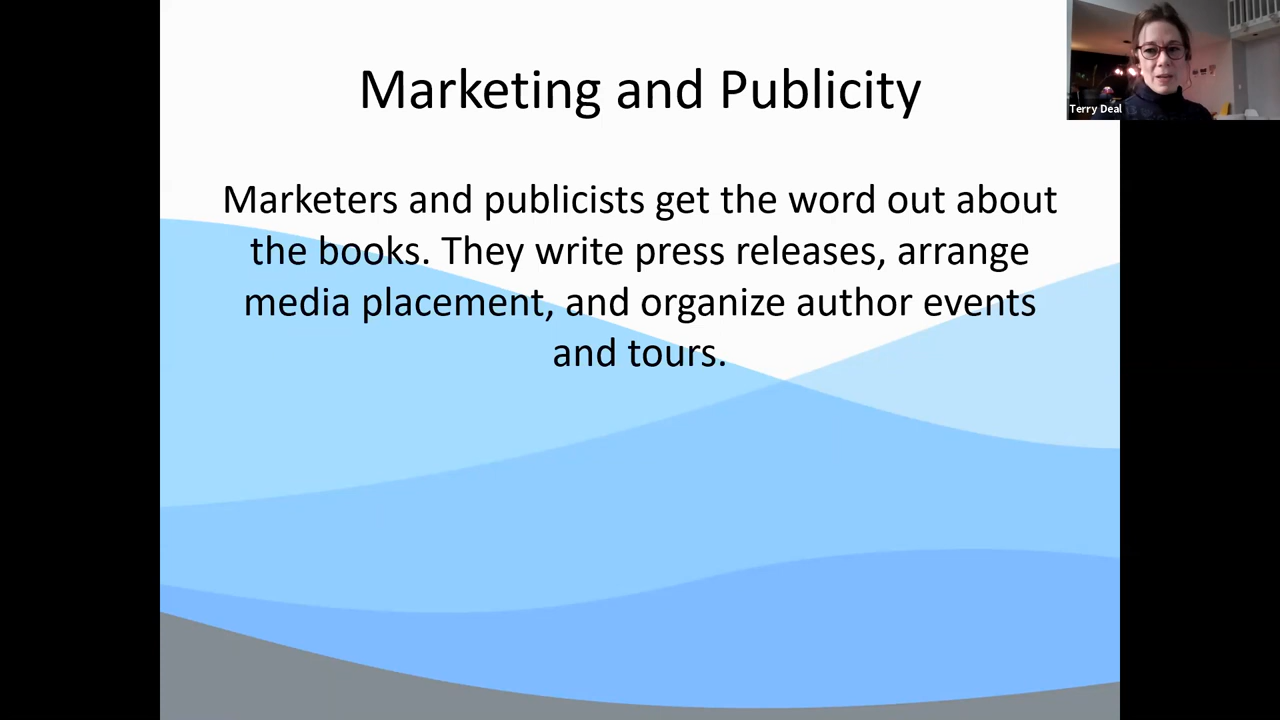 Marketing and Publicity
Terry Deal
Marketers and publicists get the word out about
the books. They write press releases, arrange
media placement, and organize author events
and tours.